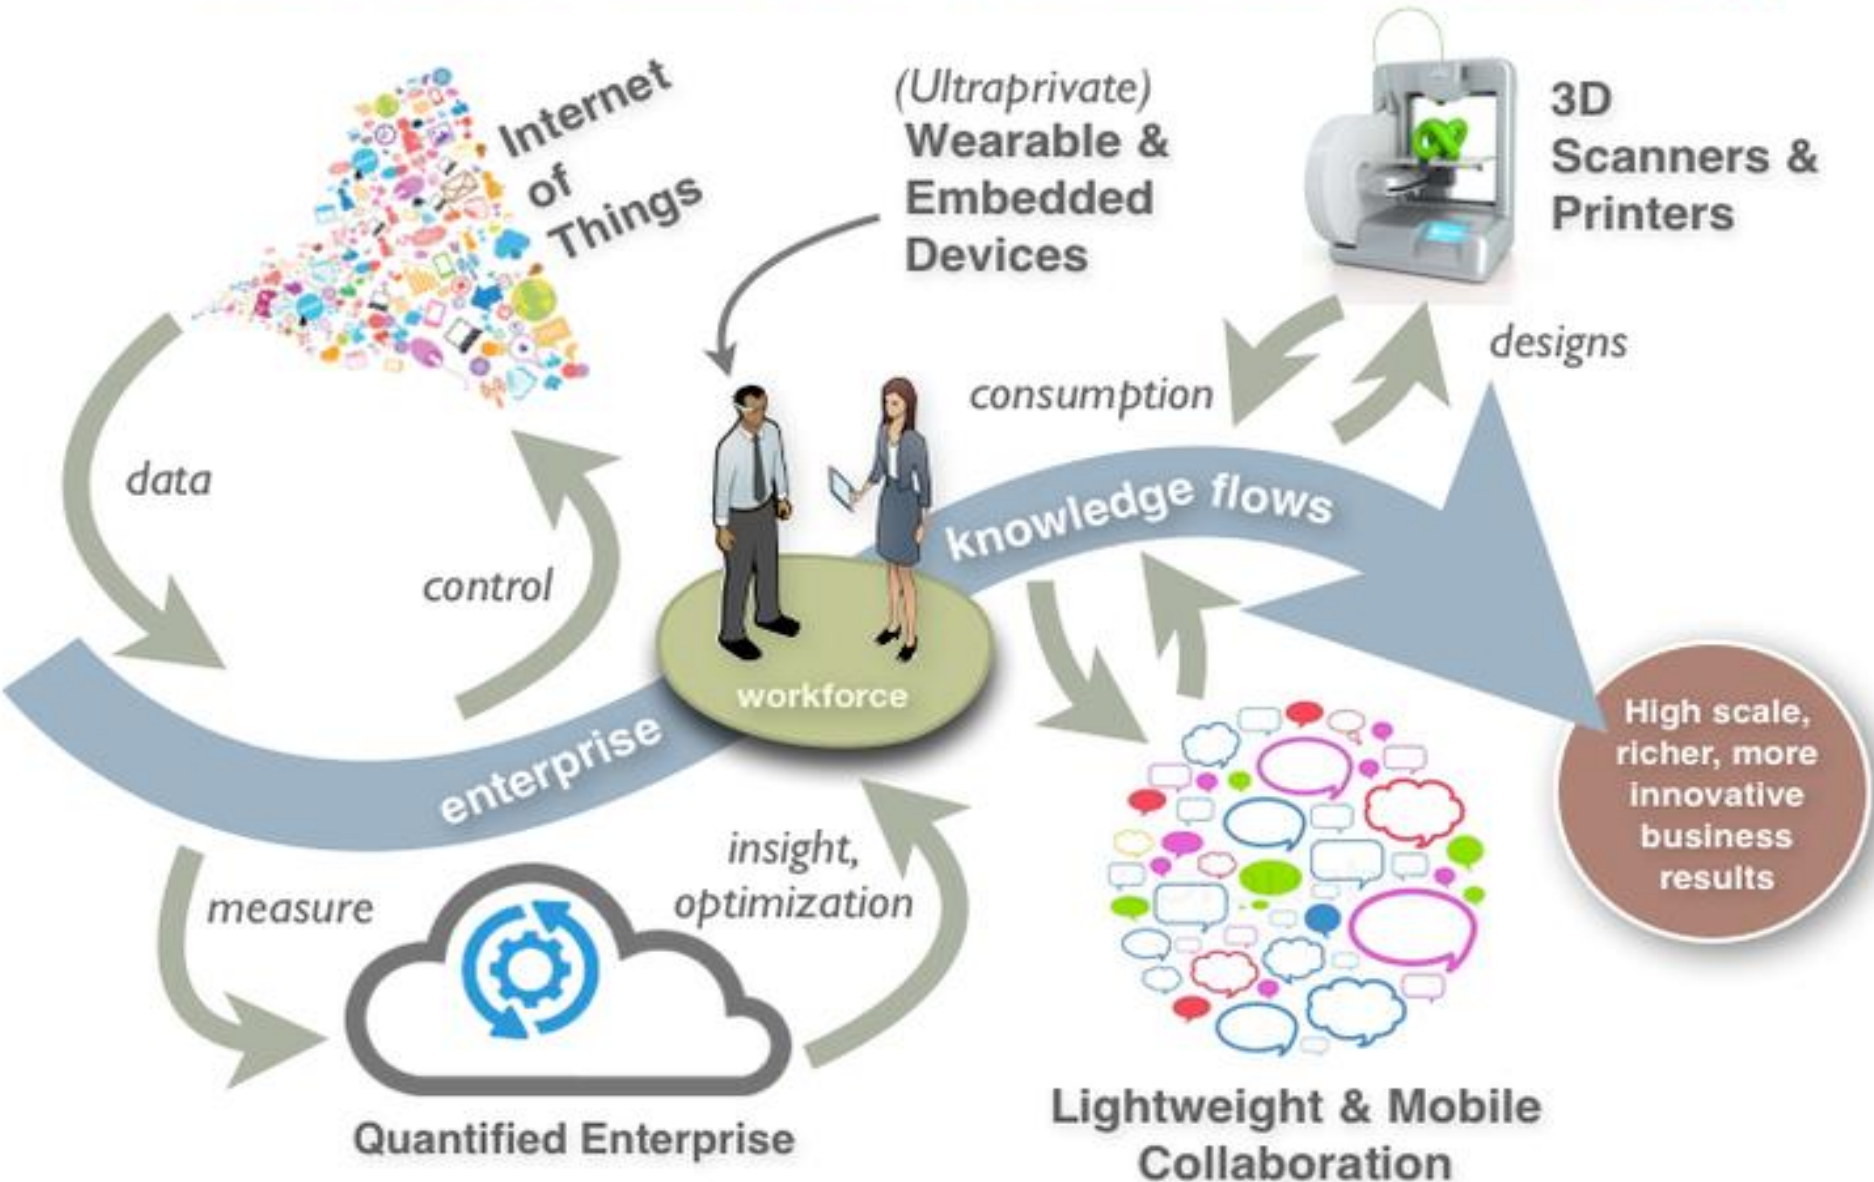 Internet
of
Things
(Ultraprivate)
Wearable &
Embedded
Devices
3D
Scanners &
Printers
designs
consumption
data
control
knowledge flows
workforce
enterprise
High scale,
richer, more
innovative
business
results
insight,
optimization
measure
Quantified Enterprise
Lightweight & Mobile
Collaboration